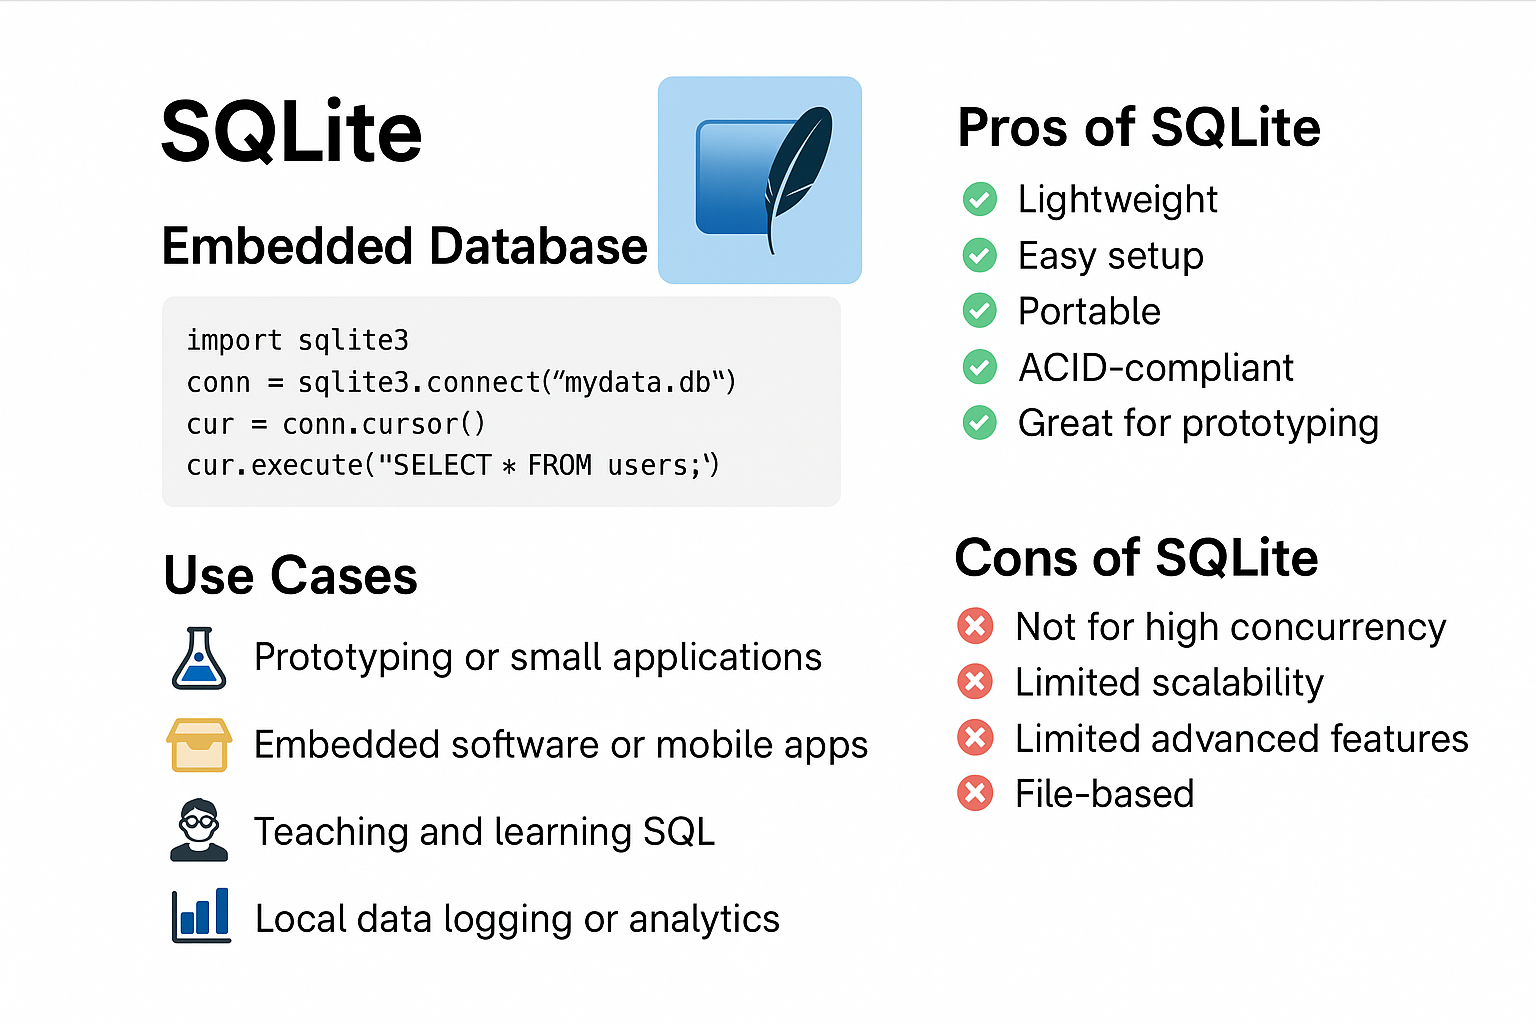 SQLite
Embedded Database
import sqlite3
conn = sqlite3.connect(“mydata.db‟)
cur = conn.cursor()
cur.execute("SELECT * FROM users;‛)
Use Cases
Prototyping or small applications
Embedded software or mobile apps
Teaching and learning SQL
Local data logging or analytics
Pros of SQLite
Lightweight
Easy setup
Portable
ACID-compliant
Great for prototyping
Cons of SQLite
Not for high concurrency
Limited scalability
Limited advanced features
File-based